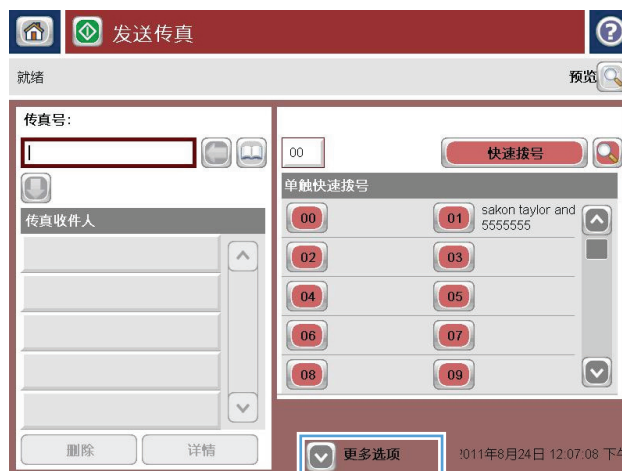 发送传真
就绪
预览
传真号:
00
快速拨号
单触快速拨号
传真收件人
00
01
sakon taylor and
5555555
02
03
04
05
06
07
08
09
删除
详情
更多选项
2011年8月24日 12:07:08 下午